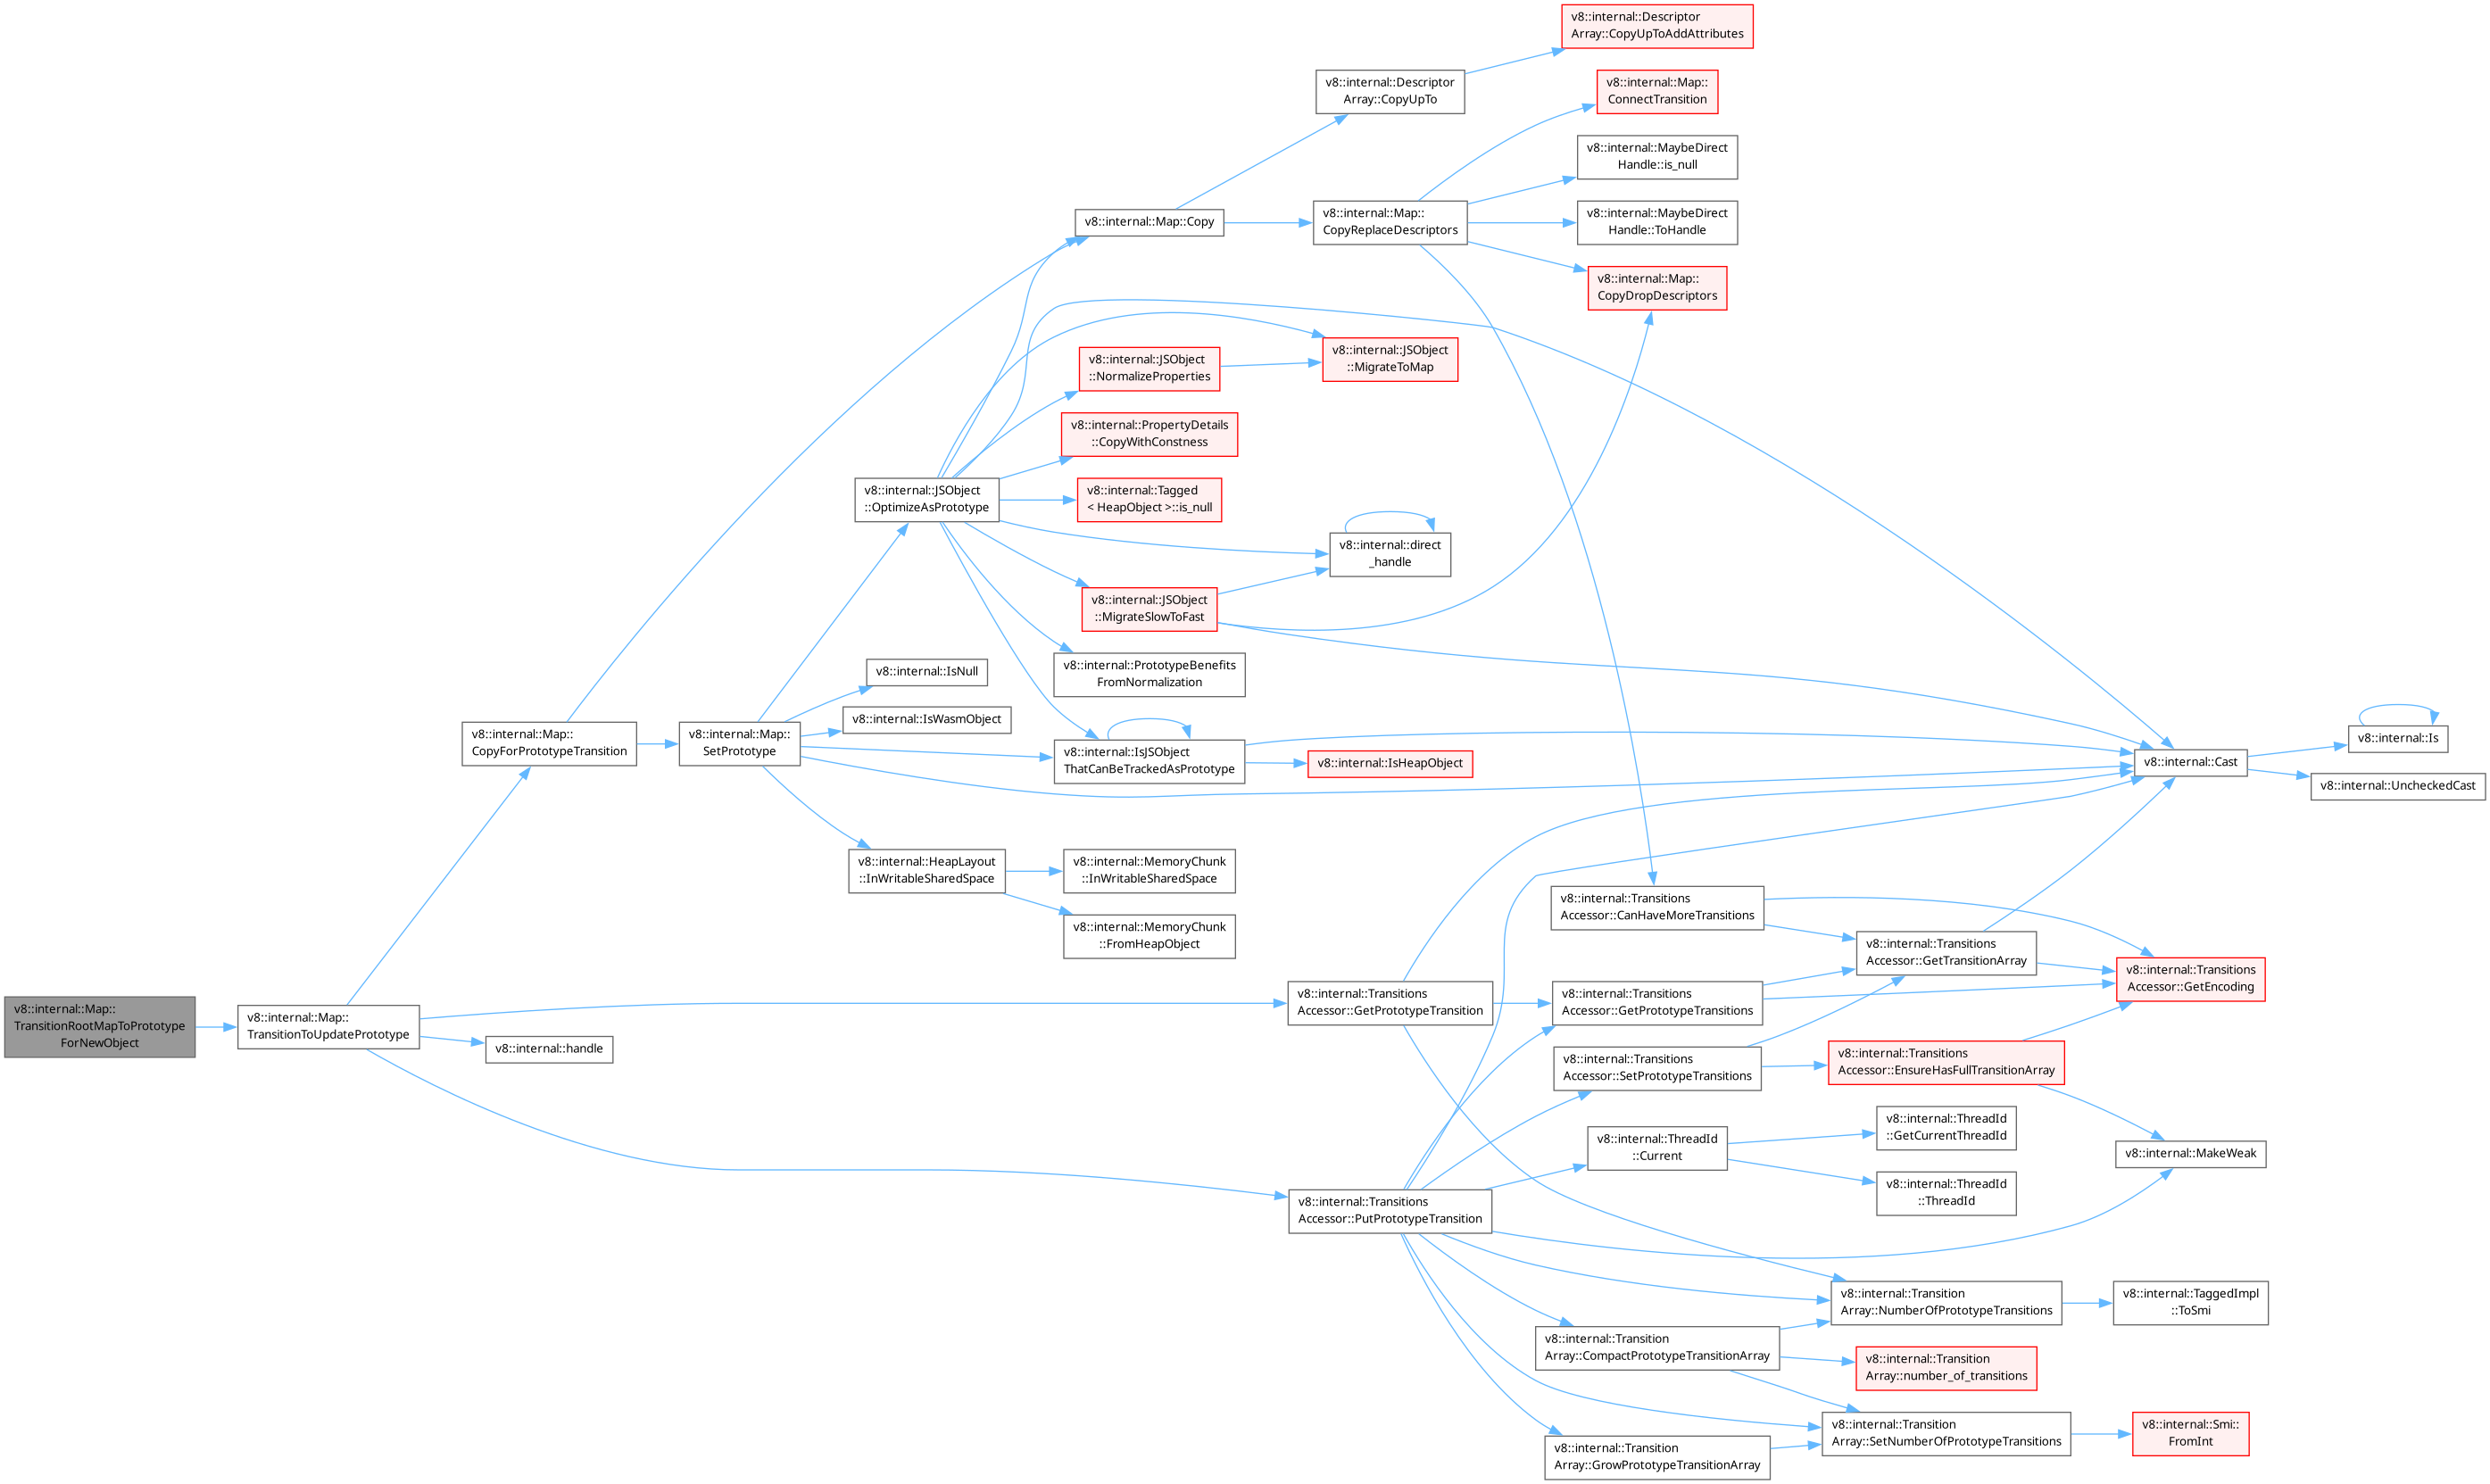 v8::internal::Map::
TransitionRootMapToPrototype
ForNewObject
v8::internal::Map::
TransitionToUpdatePrototype
v8::internal::Map::
CopyForPrototypeTransition
v8::internal::handle
v8::internal::Map::
SetPrototype
v8::internal::JSObject
::OptimizeAsPrototype
v8::internal::IsNull
v8::internal::IsWasmObject
v8::internal::HeapLayout
::InWritableSharedSpace
v8::internal::Map::Copy
v8::internal::JSObject
::NormalizeProperties
v8::internal::PropertyDetails
::CopyWithConstness
v8::internal::Tagged
< HeapObject >::is_null
v8::internal::JSObject
::MigrateSlowToFast
v8::internal::PrototypeBenefits
FromNormalization
v8::internal::IsJSObject
ThatCanBeTrackedAsPrototype
v8::internal::MemoryChunk
::InWritableSharedSpace
v8::internal::MemoryChunk
::FromHeapObject
v8::internal::Descriptor
Array::CopyUpTo
v8::internal::Map::
CopyReplaceDescriptors
v8::internal::JSObject
::MigrateToMap
v8::internal::direct
_handle
v8::internal::IsHeapObject
v8::internal::Transitions
Accessor::GetPrototypeTransition
v8::internal::Transitions
Accessor::PutPrototypeTransition
v8::internal::Descriptor
Array::CopyUpToAddAttributes
v8::internal::Map::
ConnectTransition
v8::internal::MaybeDirect
Handle::is_null
v8::internal::MaybeDirect
Handle::ToHandle
v8::internal::Map::
CopyDropDescriptors
v8::internal::Transitions
Accessor::CanHaveMoreTransitions
v8::internal::Transitions
Accessor::GetPrototypeTransitions
v8::internal::Transitions
Accessor::SetPrototypeTransitions
v8::internal::ThreadId
::Current
v8::internal::Transition
Array::CompactPrototypeTransitionArray
v8::internal::Transition
Array::GrowPrototypeTransitionArray
v8::internal::Transitions
Accessor::GetTransitionArray
v8::internal::Transitions
Accessor::EnsureHasFullTransitionArray
v8::internal::ThreadId
::GetCurrentThreadId
v8::internal::ThreadId
::ThreadId
v8::internal::Transition
Array::NumberOfPrototypeTransitions
v8::internal::Transition
Array::number_of_transitions
v8::internal::Transition
Array::SetNumberOfPrototypeTransitions
v8::internal::Cast
v8::internal::Transitions
Accessor::GetEncoding
v8::internal::MakeWeak
v8::internal::TaggedImpl
::ToSmi
v8::internal::Smi::
FromInt
v8::internal::Is
v8::internal::UncheckedCast